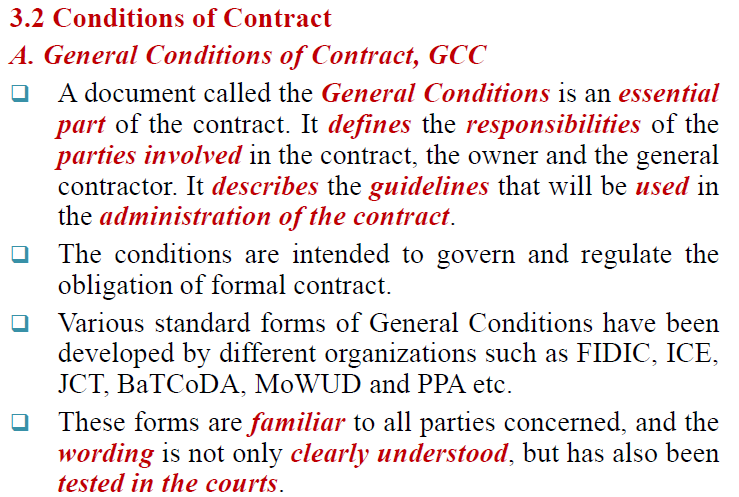 3.2 Conditions of Contract
A. General Conditions of Contract, GCC
❑ A document called the General Conditions is an essential
part of the contract. It defines the responsibilities of the
parties involved in the contract, the owner and the general
contractor. It describes the guidelines that will be used in
the administration of the contract.
❑ The conditions are intended to govern and regulate the
obligation of formal contract.
❑ Various standard forms of General Conditions have been
developed by different organizations such as FIDIC, ICE,
JCT, BaTCoDA, MoWUD and PPA etc.
❑ These forms are familiar to all parties concerned, and the
wording is not only clearly understood, but has also been
tested in the courts.